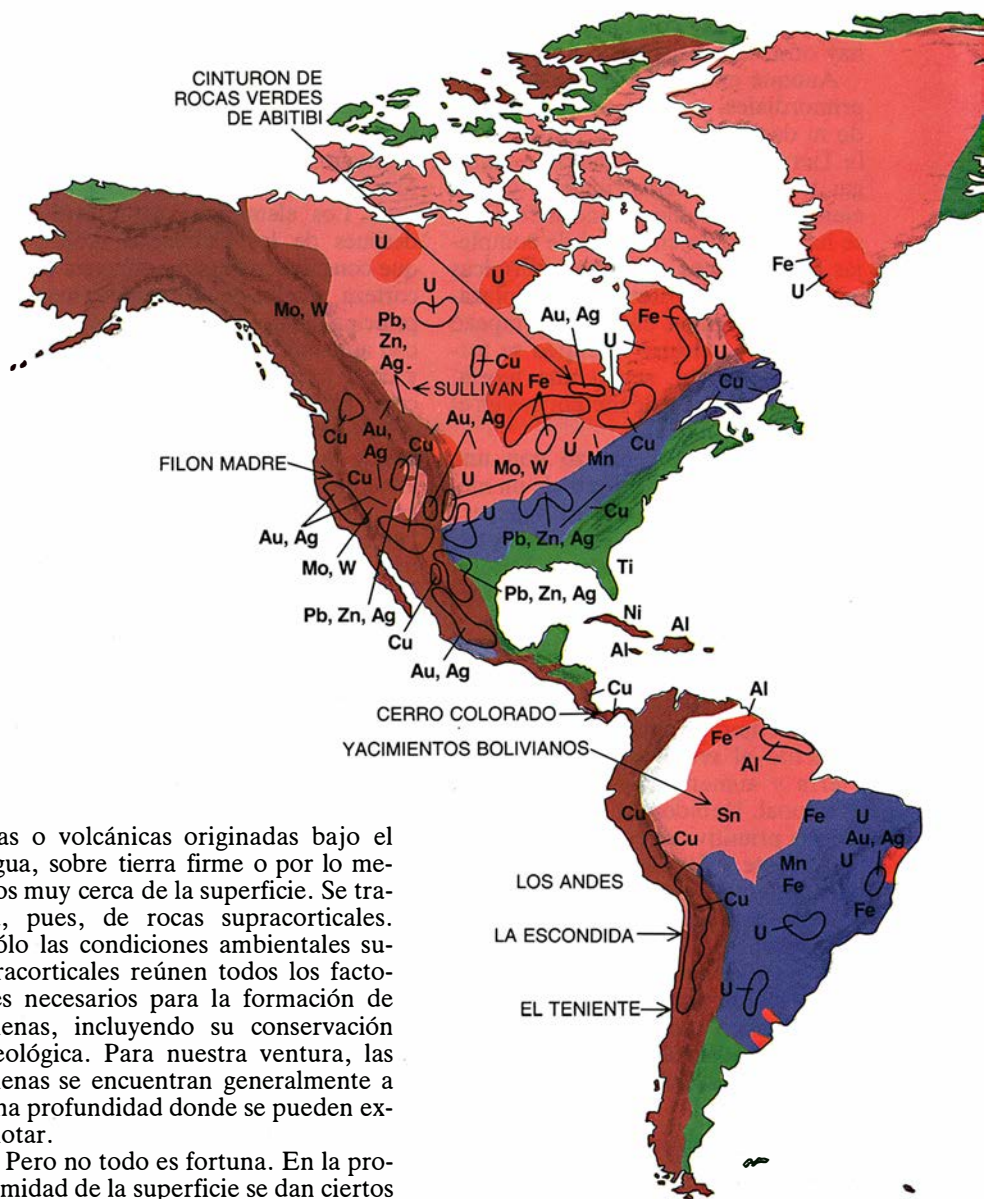 CINTURON DE
ROCAS VERDES
DE ABITIBI
U
U
U
Fe
U
Mo, W
Pb,
Zn,
Ag
Au, Ag
Fe
U
U
Cu
SULLIVAN
Fe
Cu
Au, Ag
Cu
Au,
Ag
Cu
Cu
U
Mn
Cu
FILON MADRE
Cu
Mo, W
U
U
Cu
Au, Ag
Pb, Zn, Ag
Mo, W
Ti
Pb, Zn, Ag
Pb, Zn, Ag
Cu
Ni
Al
Al
Au, Ag
Cu
Al
CERRO COLORADO
Fe
YACIMIENTOS BOLIVIANOS
Al
Sn
Cu
Fe
U
Cu
Au, Ag
Mn
U
Fe
LOS ANDES
Cu
Fe
LA ESCONDIDA
U
U
EL TENIENTE
as o volcánicas originadas bajo el
gua, sobre tierra firme o por lo me-
os muy cerca de la superficie. Se tra-
, pues, de rocas supracorticales.
ólo las condiciones ambientales su-
racorticales reúnen todos los facto-
es necesarios para la formación de
enas, incluyendo su conservación
eológica. Para nuestra ventura, las
enas se encuentran generalmente a
na profundidad donde se pueden ex-
lotar.
Pero no todo es fortuna. En la pro-
imidad de la superficie se dan ciertos